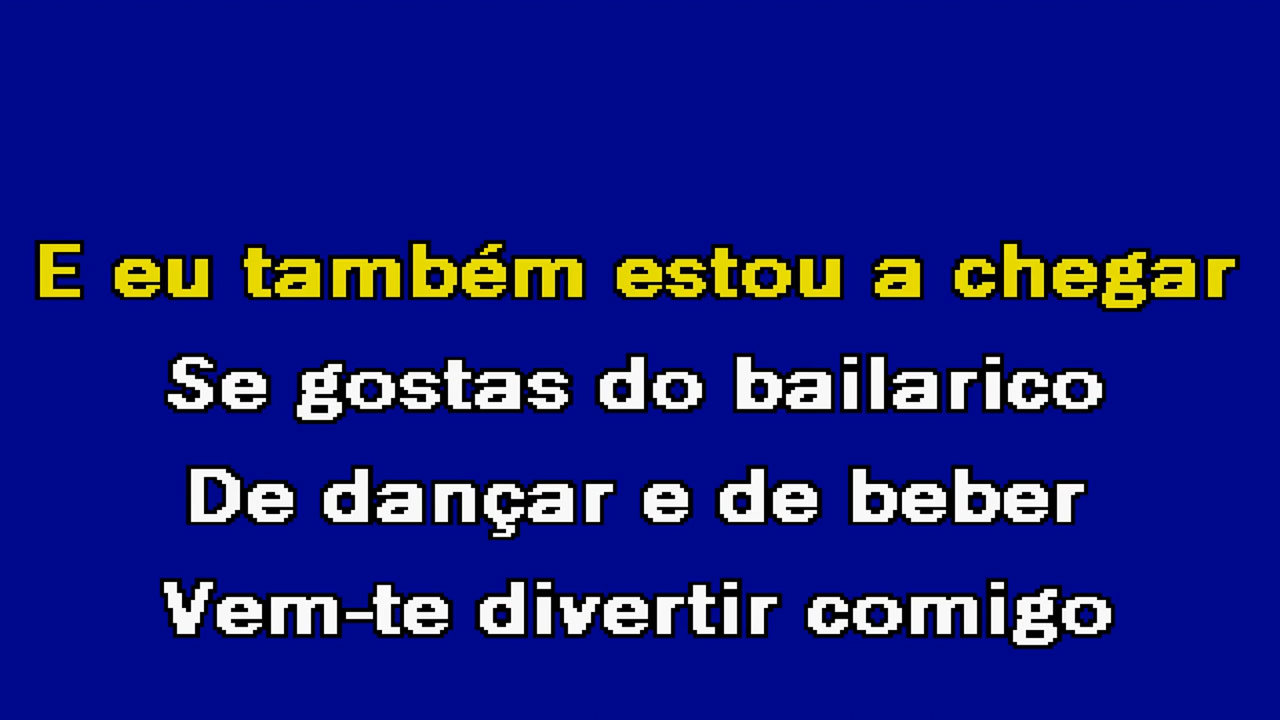 E eu também estou a chegar
Se gostas do bailarico
De dançar e de beber
Vem-te divertir comigo